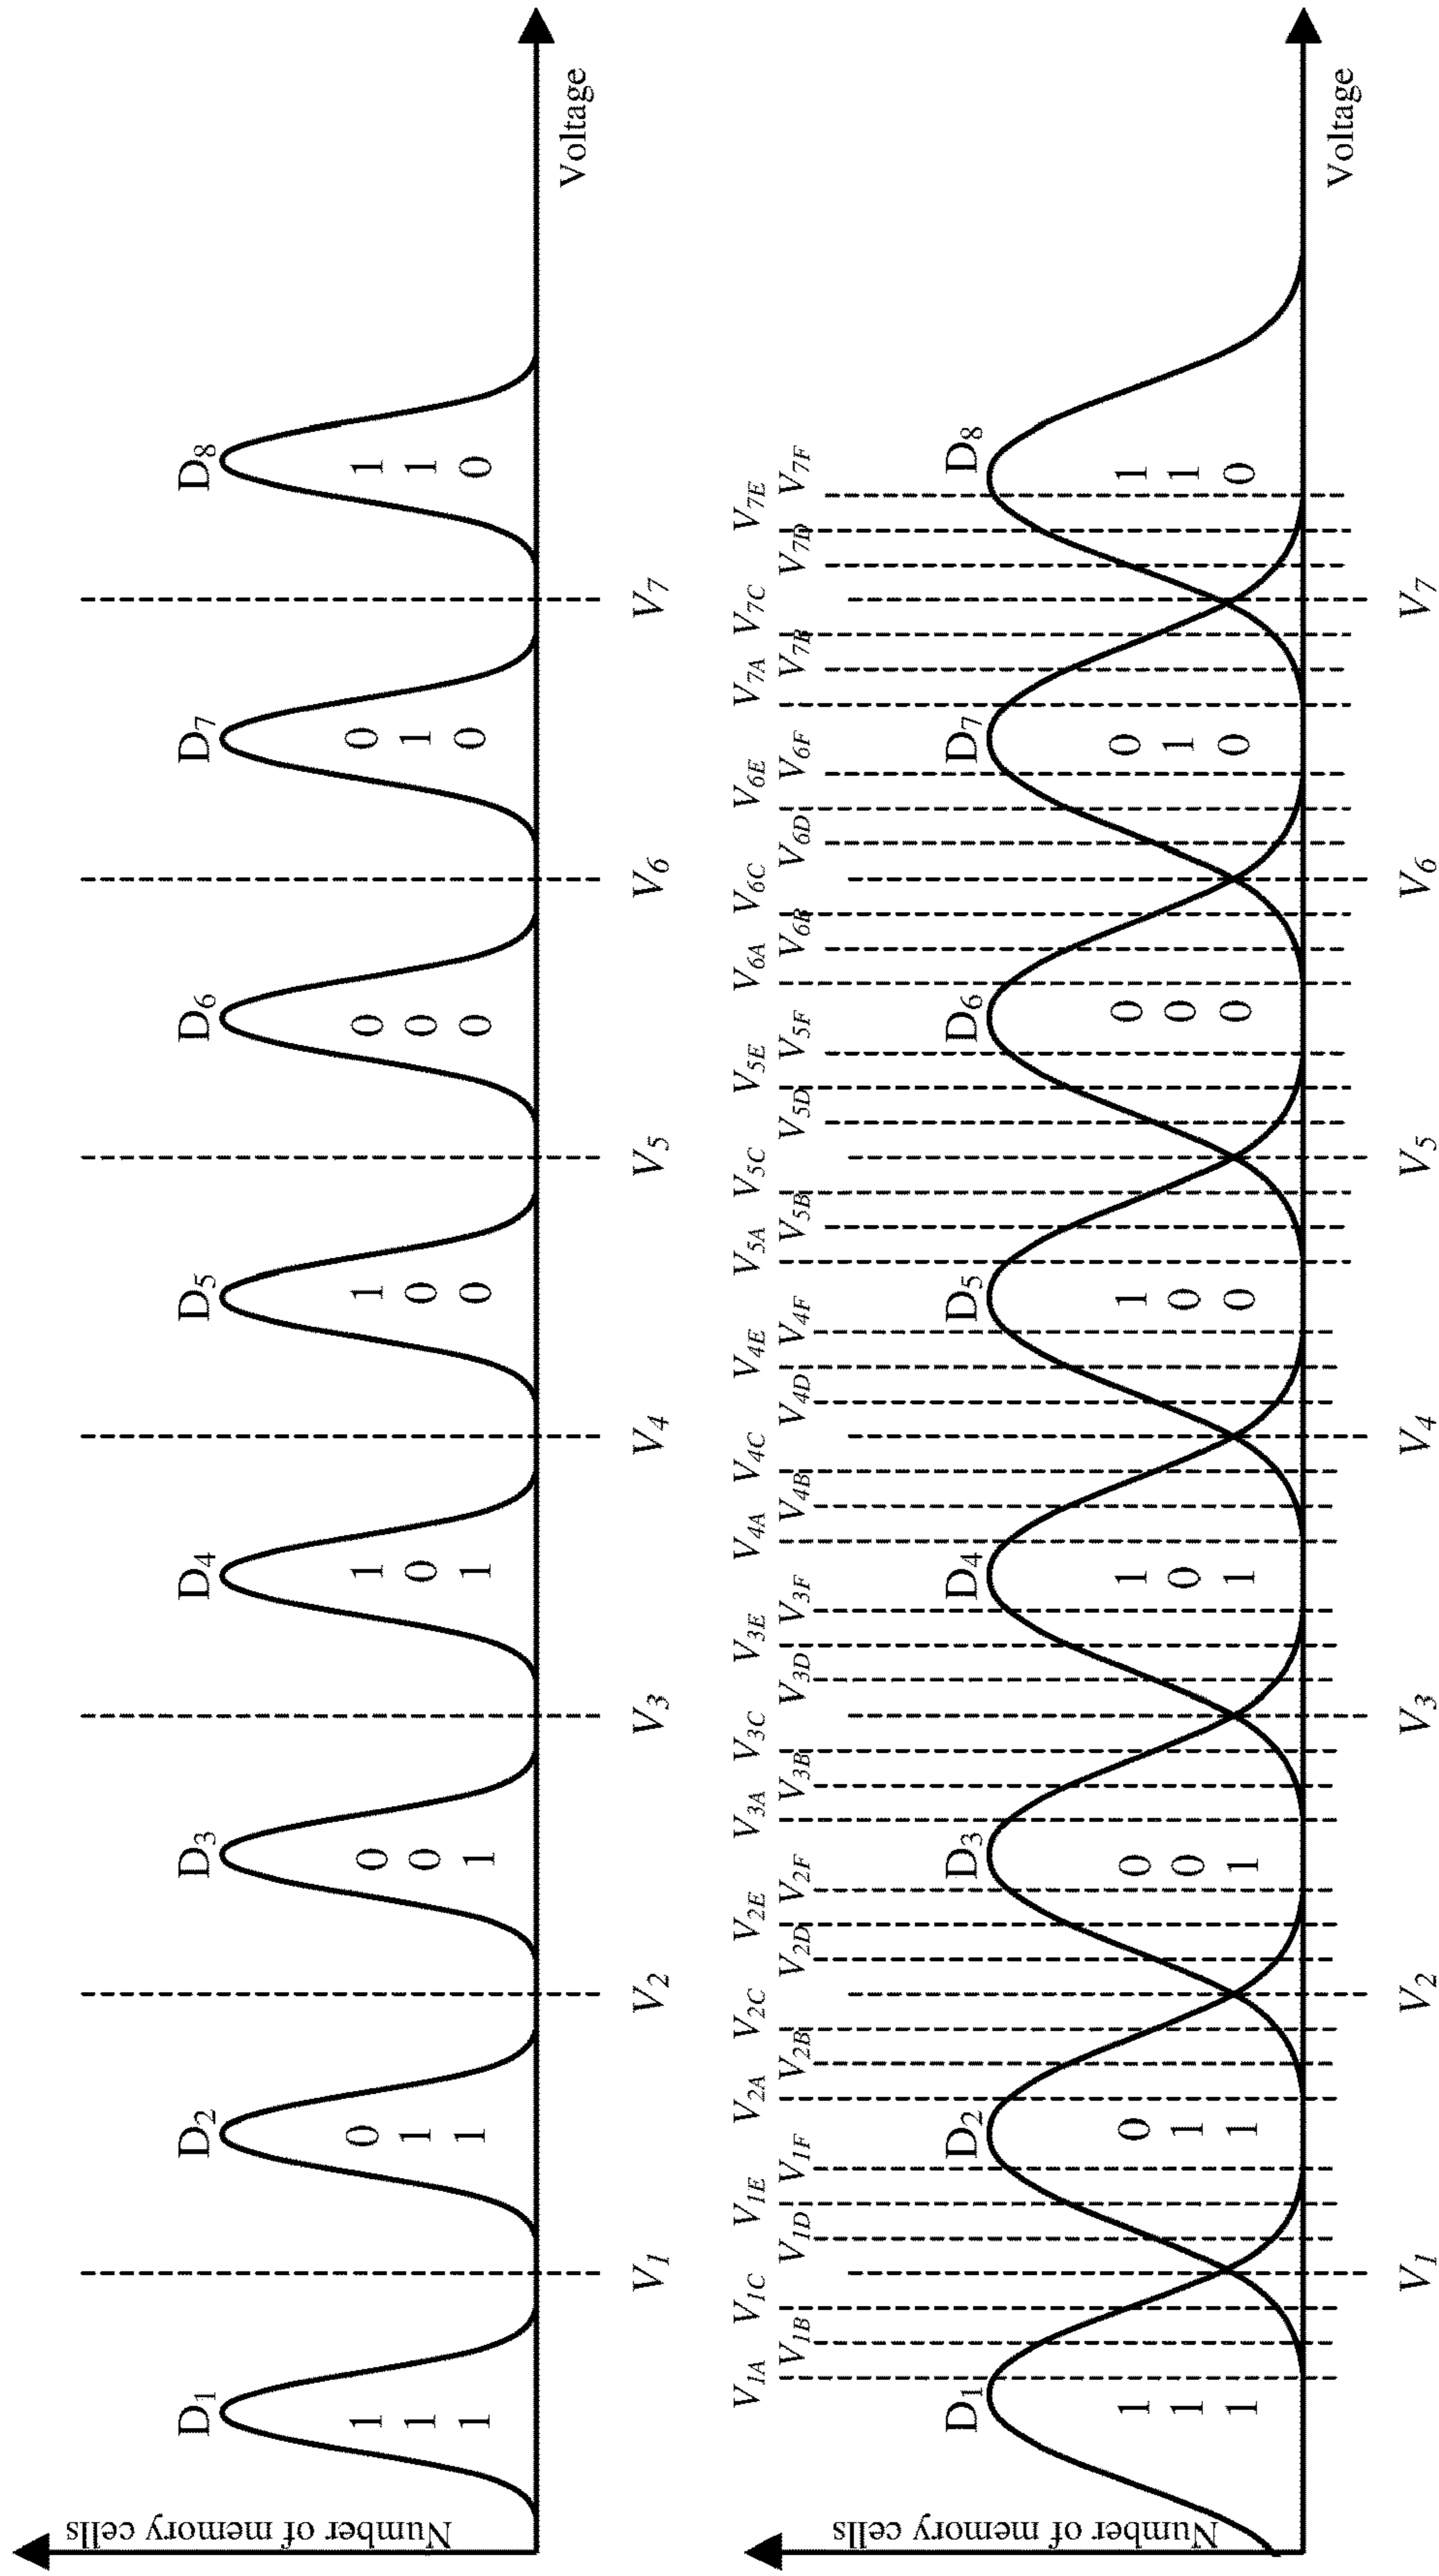 Number of memory cells
D1 D2 D3 D4 D5 D6 D7 D8
1 0 0 1 1 0 0 1
1 1 0 0 0 0 1 1
1 1 1 1 0 0 0 0
Voltage
V1 V2 V3 V4 V5 V6 V7
Number of memory cells
V1A V1C V1E V2A V2C V2E V3A V3C V3E V4A V4C V4E V5A V5C V5E V6A V6C V6E V7A V7C V7E
V1B V1D V1F V2B V2D V2F V3B V3D V3F V4B V4D V4F V5B V5D V5F V6B V6D V6F V7B V7D V7F
D1 D2 D3 D4 D5 D6 D7 D8
1 0 0 1 1 0 0 1
1 1 0 0 0 0 1 1
1 1 1 1 0 0 0 0
Voltage
V1 V2 V3 V4 V5 V6 V7